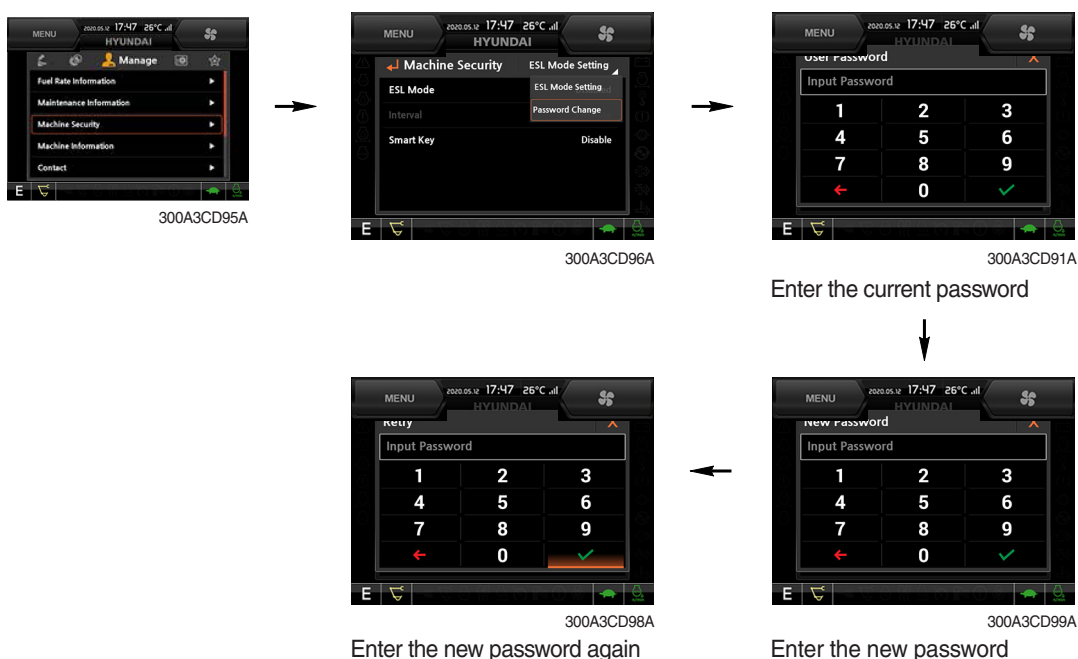 MENU
2020.05.12 17:47 26°C
HYUNDAI
Manage
Fuel Rate Information
Maintenance Information
Machine Security
Machine Information
Contact
E
300A3CD95A
MENU
2020.05.12 17:47 26°C
HYUNDAI
Machine Security ESL Mode Setting
ESL Mode ESL Mode Setting
Interval Password Change
Smart Key Disable
E
300A3CD96A
MENU
2020.05.12 17:47 26°C
HYUNDAI
User Password X
Input Password
1 2 3
4 5 6
7 8 9
0
E
300A3CD91A
Enter the current password
MENU
2020.05.12 17:47 26°C
HYUNDAI
New Password X
Input Password
1 2 3
4 5 6
7 8 9
0
E
300A3CD99A
Enter the new password
MENU
2020.05.12 17:47 26°C
HYUNDAI
Retry X
Input Password
1 2 3
4 5 6
7 8 9
0
E
300A3CD98A
Enter the new password again